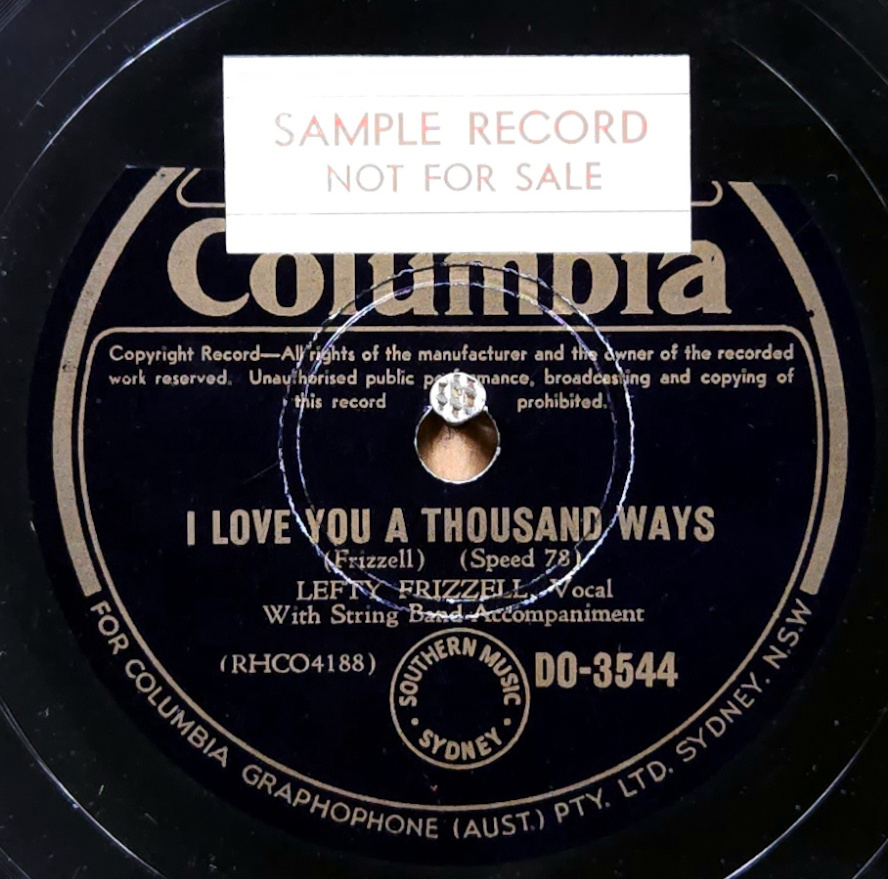 SAMPLE RECORD
NOT FOR SALE
Columbia
Copyright Record—All rights of the manufacturer and the owner of the recorded
work reserved. Unauthorised public performance, broadcasting and copying of
this record prohibited.
I LOVE YOU A THOUSAND WAYS
(Frizzell) (Speed 78)
LEFTY FRIZZELL, Vocal
With String Band Accompaniment
(RHCO4188)
SOUTHERN MUSIC
· SYDNEY ·
DO-3544
FOR COLUMBIA GRAPHOPHONE (AUST.) PTY. LTD. SYDNEY. N.S.W